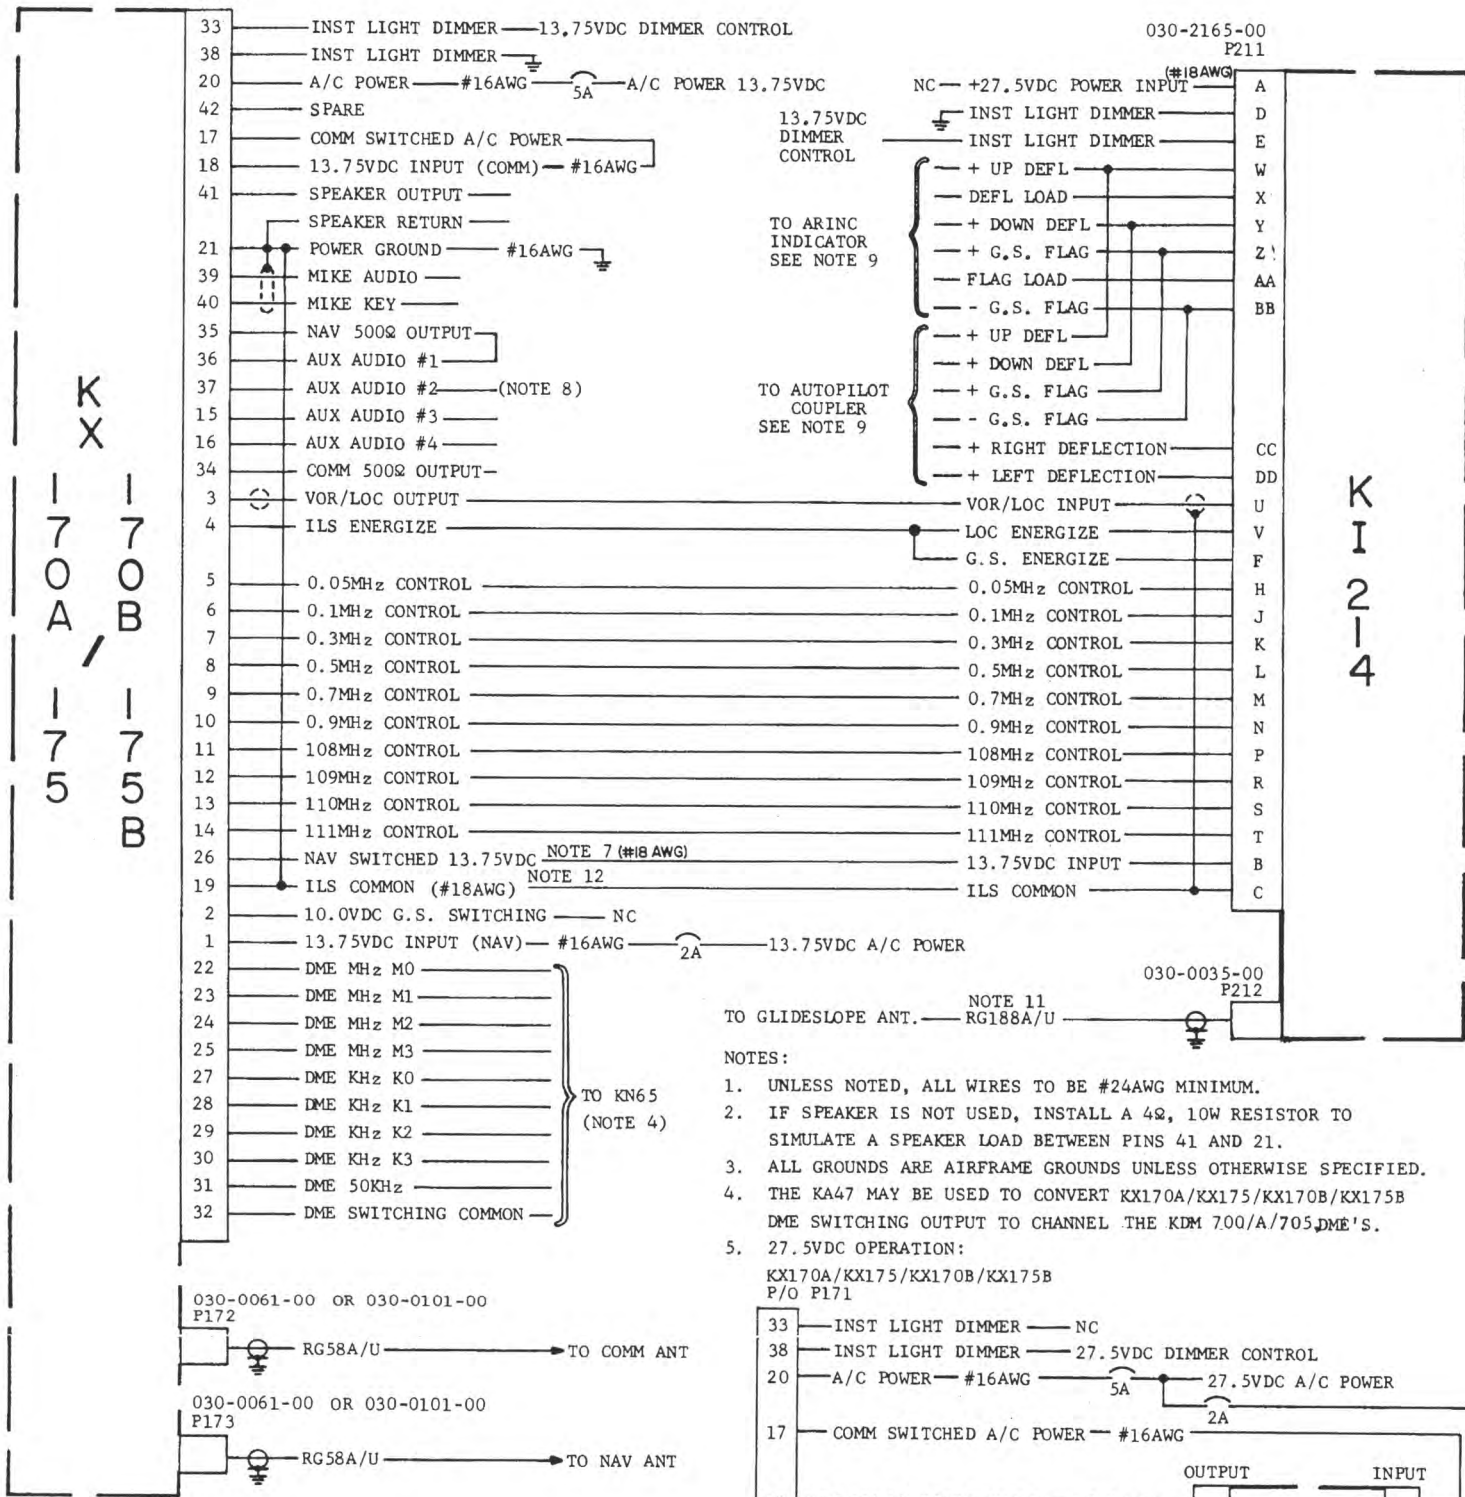 KX 170A/170B
175/175B
33 INST LIGHT DIMMER 13.75VDC DIMMER CONTROL
38 INST LIGHT DIMMER
20 A/C POWER #16AWG 5A A/C POWER 13.75VDC
42 SPARE
17 COMM SWITCHED A/C POWER
18 13.75VDC INPUT (COMM) #16AWG
41 SPEAKER OUTPUT
SPEAKER RETURN
21 POWER GROUND #16AWG
39 MIKE AUDIO
40 MIKE KEY
35 NAV 500Ω OUTPUT
36 AUX AUDIO #1
37 AUX AUDIO #2 (NOTE 8)
15 AUX AUDIO #3
16 AUX AUDIO #4
34 COMM 500Ω OUTPUT
3 VOR/LOC OUTPUT
4 ILS ENERGIZE
5 0.05MHz CONTROL
6 0.1MHz CONTROL
7 0.3MHz CONTROL
8 0.5MHz CONTROL
9 0.7MHz CONTROL
10 0.9MHz CONTROL
11 108MHz CONTROL
12 109MHz CONTROL
13 110MHz CONTROL
14 111MHz CONTROL
26 NAV SWITCHED 13.75VDC NOTE 7 (#18 AWG)
19 ILS COMMON (#18AWG) NOTE 12
2 10.0VDC G.S. SWITCHING NC
1 13.75VDC INPUT (NAV) #16AWG 2A 13.75VDC A/C POWER
22 DME MHz M0
23 DME MHz M1
24 DME MHz M2
25 DME MHz M3
27 DME KHz K0
28 DME KHz K1
29 DME KHz K2
30 DME KHz K3
31 DME 50KHz
32 DME SWITCHING COMMON
TO KN65
(NOTE 4)
030-0061-00 OR 030-0101-00
P172
RG58A/U TO COMM ANT
030-0061-00 OR 030-0101-00
P173
RG58A/U TO NAV ANT
030-2165-00
P211
(#18AWG)
NC +27.5VDC POWER INPUT A
INST LIGHT DIMMER D
13.75VDC
DIMMER
CONTROL
INST LIGHT DIMMER E
TO ARINC
INDICATOR
SEE NOTE 9
+ UP DEFL W
DEFL LOAD X
+ DOWN DEFL Y
+ G.S. FLAG Z
FLAG LOAD AA
- G.S. FLAG BB
TO AUTOPILOT
COUPLER
SEE NOTE 9
+ UP DEFL
+ DOWN DEFL
+ G.S. FLAG
- G.S. FLAG
+ RIGHT DEFLECTION CC
+ LEFT DEFLECTION DD
VOR/LOC INPUT U
LOC ENERGIZE V
G.S. ENERGIZE F
0.05MHz CONTROL H
0.1MHz CONTROL J
0.3MHz CONTROL K
0.5MHz CONTROL L
0.7MHz CONTROL M
0.9MHz CONTROL N
108MHz CONTROL P
109MHz CONTROL R
110MHz CONTROL S
111MHz CONTROL T
13.75VDC INPUT B
ILS COMMON C
KI 214
030-0035-00
P212
TO GLIDESLOPE ANT. NOTE 11 RG188A/U
NOTES:
1. UNLESS NOTED, ALL WIRES TO BE #24AWG MINIMUM.
2. IF SPEAKER IS NOT USED, INSTALL A 4Ω, 10W RESISTOR TO
SIMULATE A SPEAKER LOAD BETWEEN PINS 41 AND 21.
3. ALL GROUNDS ARE AIRFRAME GROUNDS UNLESS OTHERWISE SPECIFIED.
4. THE KA47 MAY BE USED TO CONVERT KX170A/KX175/KX170B/KX175B
DME SWITCHING OUTPUT TO CHANNEL THE KDM 700/A/705 DME'S.
5. 27.5VDC OPERATION:
KX170A/KX175/KX170B/KX175B
P/O P171
33 INST LIGHT DIMMER NC
38 INST LIGHT DIMMER 27.5VDC DIMMER CONTROL
20 A/C POWER #16AWG 5A 27.5VDC A/C POWER
2A
17 COMM SWITCHED A/C POWER #16AWG
OUTPUT INPUT